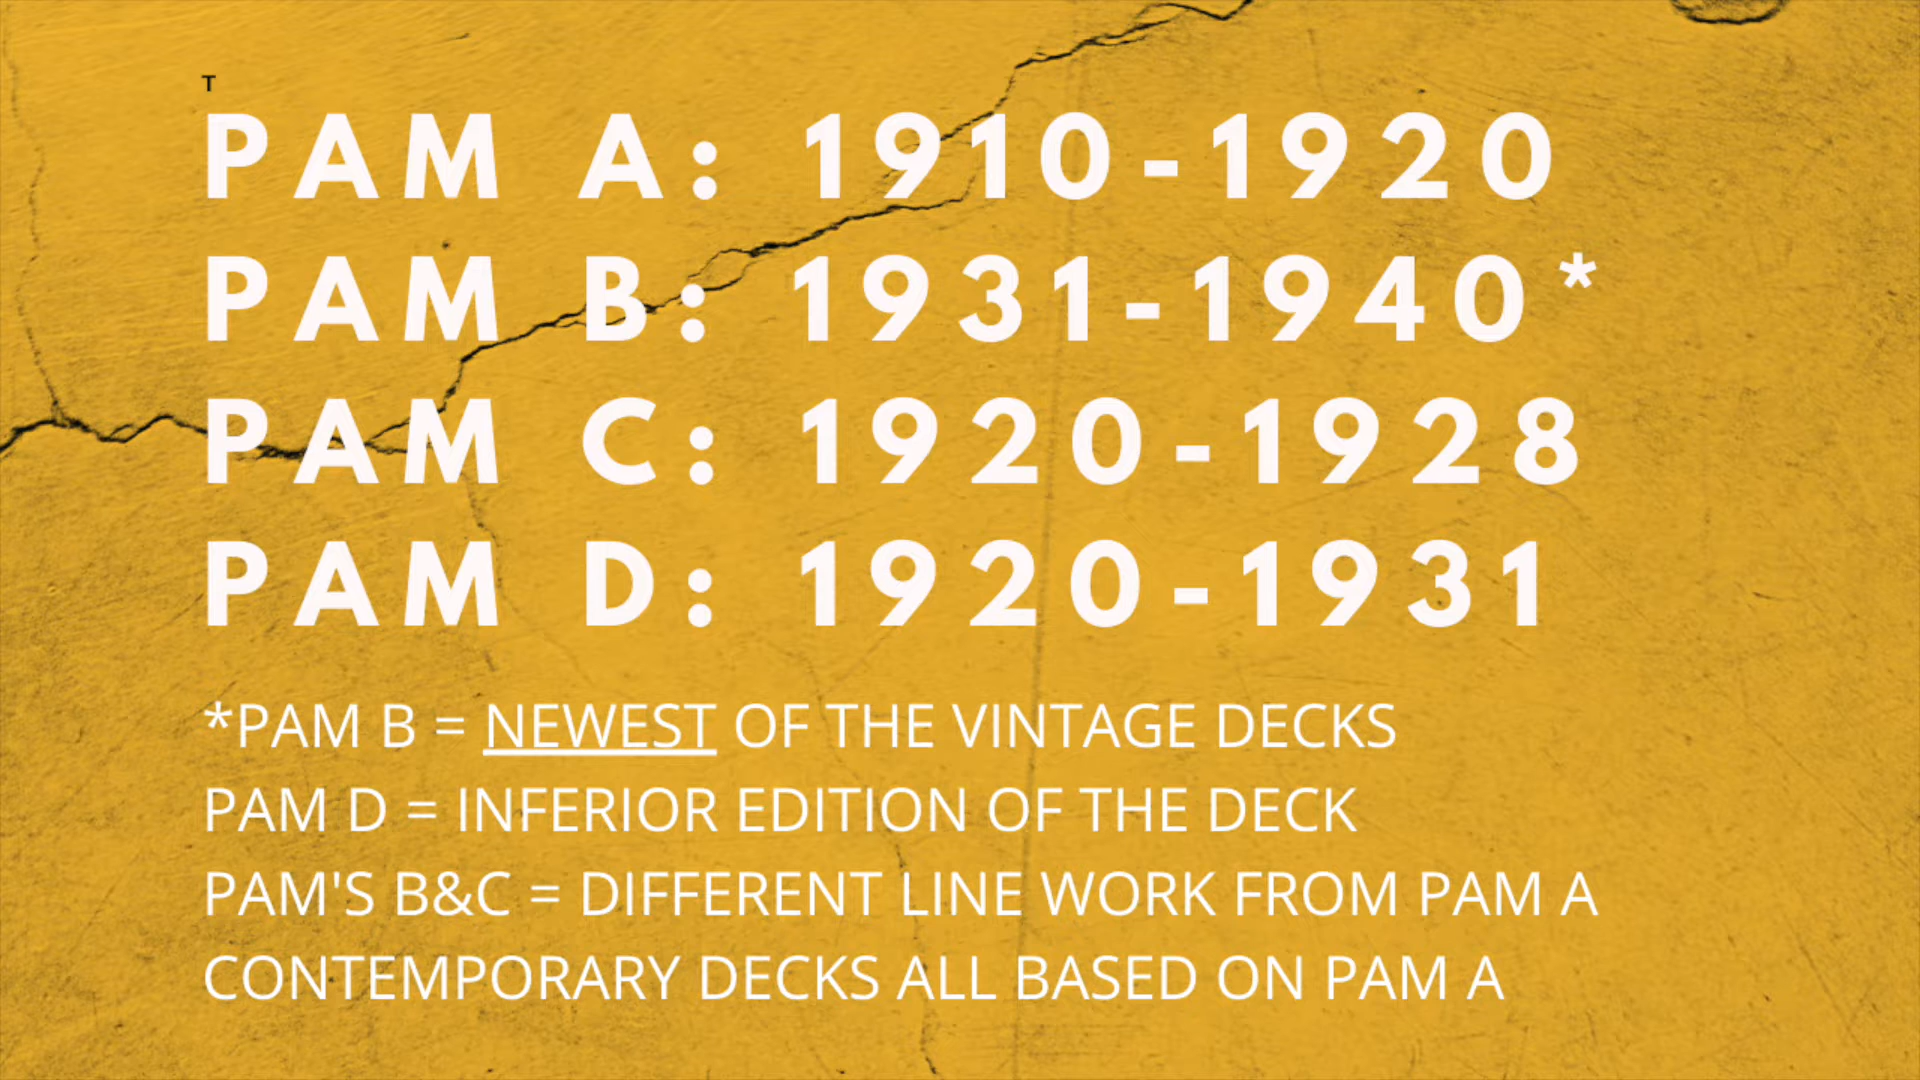 T
PAM A: 1910-1920
PAM B: 1931-1940*
PAM C: 1920-1928
PAM D: 1920-1931
*PAM B = NEWEST OF THE VINTAGE DECKS
PAM D = INFERIOR EDITION OF THE DECK
PAM'S B&C = DIFFERENT LINE WORK FROM PAM A
CONTEMPORARY DECKS ALL BASED ON PAM A